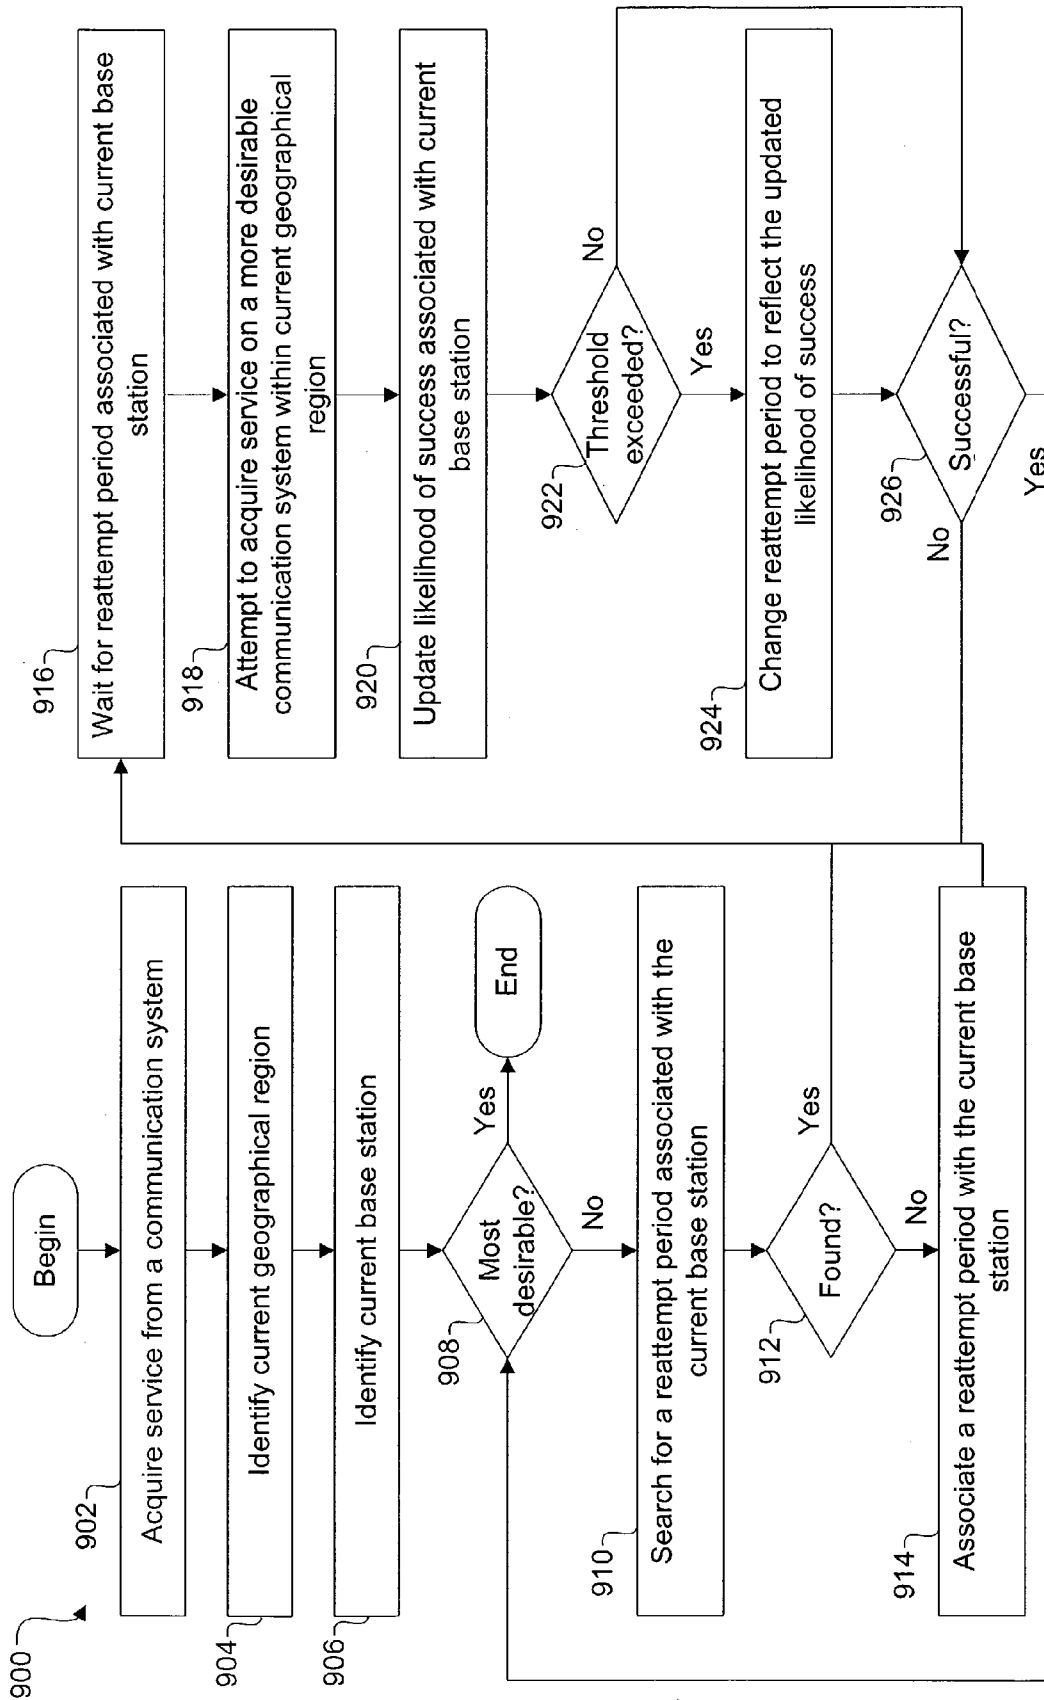 900
Begin
902
Acquire service from a communication system
904
Identify current geographical region
906
Identify current base station
908
Most
desirable?
Yes
End
No
910
Search for a reattempt period associated with the
current base station
912
Found?
Yes
No
914
Associate a reattempt period with the current base
station
916
Wait for reattempt period associated with current base
station
918
Attempt to acquire service on a more desirable
communication system within current geographical
region
920
Update likelihood of success associated with current
base station
922
Threshold
exceeded?
No
Yes
924
Change reattempt period to reflect the updated
likelihood of success
926
Successful?
No
Yes